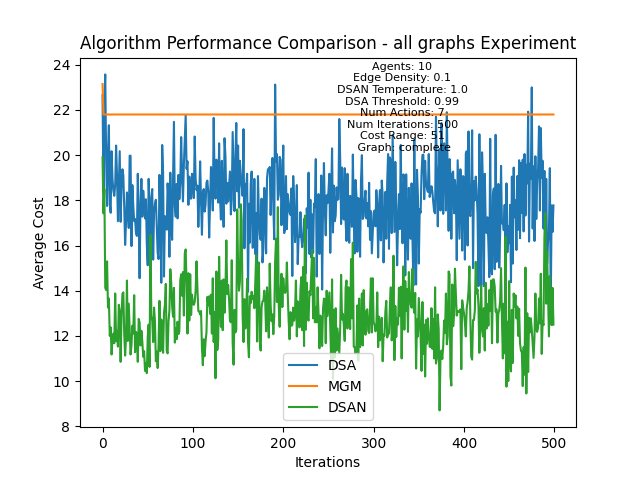 Algorithm Performance Comparison - all graphs Experiment
Agents: 10
Edge Density: 0.1
DSAN Temperature: 1.0
DSA Threshold: 0.99
Num Actions: 7
Num Iterations: 500
Cost Range: 51
Graph: complete
Average Cost
24
22
20
18
16
14
12
10
8
DSA
MGM
DSAN
0
100
200
300
400
500
Iterations